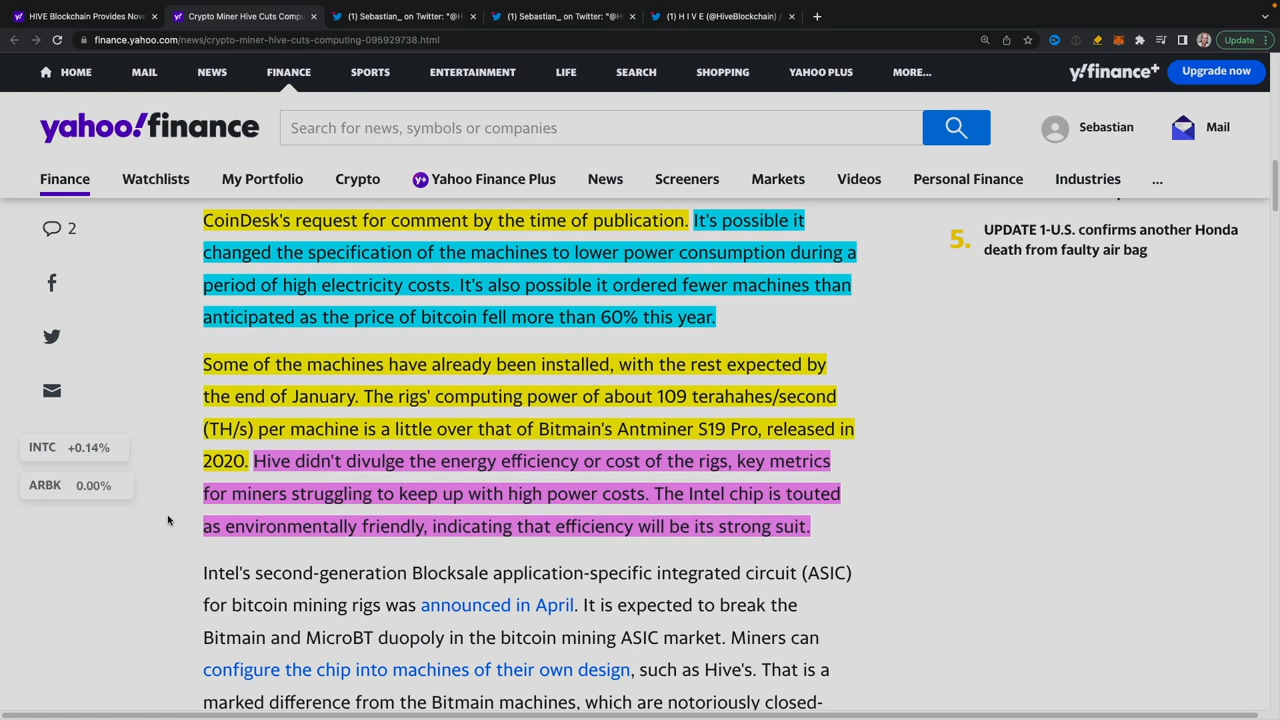 HIVE Blockchain Provides Nove
Crypto Miner Hive Cuts Compu
(1) Sebastian_ on Twitter: "@H
(1) Sebastian_ on Twitter: "@H
(1) H I V E (@HiveBlockchain) /
finance.yahoo.com/news/crypto-miner-hive-cuts-computing-095929738.html
Update
HOME MAIL NEWS FINANCE SPORTS ENTERTAINMENT LIFE SEARCH SHOPPING YAHOO PLUS MORE...
y!finance+ Upgrade now
yahoo!finance
Search for news, symbols or companies
Sebastian
Mail
Finance Watchlists My Portfolio Crypto Y+ Yahoo Finance Plus News Screeners Markets Videos Personal Finance Industries ...
2
CoinDesk's request for comment by the time of publication. It's possible it
changed the specification of the machines to lower power consumption during a
period of high electricity costs. It's also possible it ordered fewer machines than
anticipated as the price of bitcoin fell more than 60% this year.
Some of the machines have already been installed, with the rest expected by
the end of January. The rigs' computing power of about 109 terahahes/second
(TH/s) per machine is a little over that of Bitmain's Antminer S19 Pro, released in
2020. Hive didn't divulge the energy efficiency or cost of the rigs, key metrics
for miners struggling to keep up with high power costs. The Intel chip is touted
as environmentally friendly, indicating that efficiency will be its strong suit.
Intel's second-generation Blocksale application-specific integrated circuit (ASIC)
for bitcoin mining rigs was announced in April. It is expected to break the
Bitmain and MicroBT duopoly in the bitcoin mining ASIC market. Miners can
configure the chip into machines of their own design, such as Hive's. That is a
marked difference from the Bitmain machines, which are notoriously closed-
INTC +0.14%
ARBK 0.00%
5. UPDATE 1-U.S. confirms another Honda
death from faulty air bag